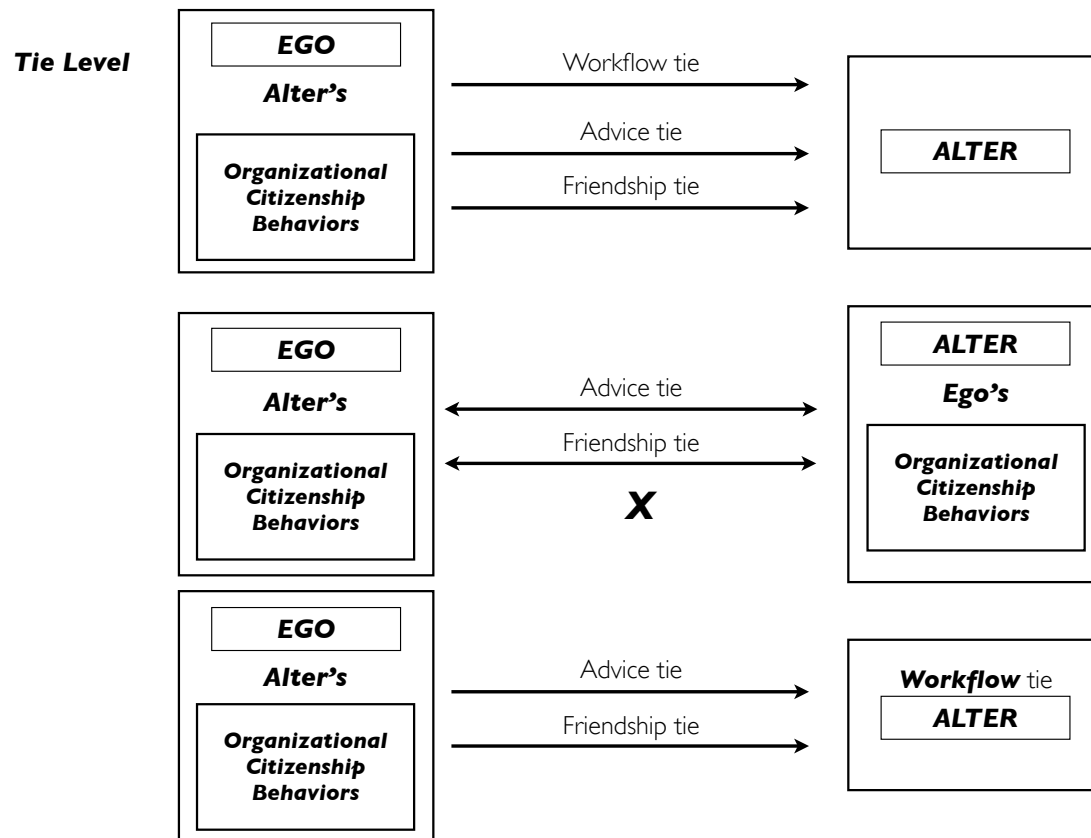 Tie Level
EGO
Alter's
Organizational
Citizenship
Behaviors
Workflow tie
Advice tie
Friendship tie
ALTER
EGO
Alter's
Organizational
Citizenship
Behaviors
Advice tie
Friendship tie
X
ALTER
Ego's
Organizational
Citizenship
Behaviors
EGO
Alter's
Organizational
Citizenship
Behaviors
Advice tie
Friendship tie
Workflow tie
ALTER